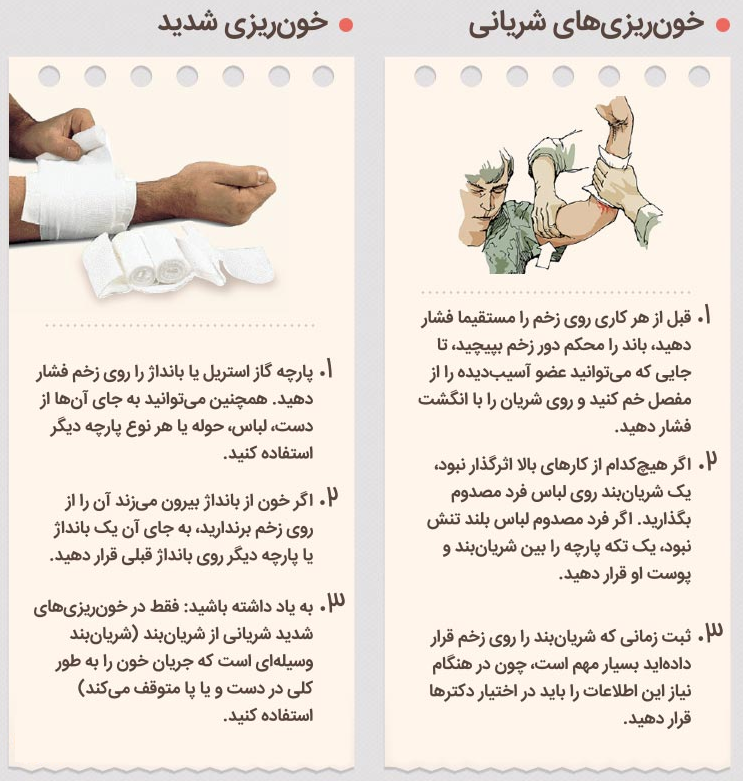 خون‌ریزی‌های شریانی
۱. قبل از هر کاری روی زخم را مستقیما فشار
دهید، باند را محکم دور زخم بپیچید، تا
جایی که می‌توانید عضو آسیب‌دیده را از
مفصل خم کنید و روی شریان را با انگشت
فشار دهید.
۲. اگر هیچ‌کدام از کارهای بالا اثرگذار نبود،
یک شریان‌بند روی لباس فرد مصدوم
بگذارید. اگر فرد مصدوم لباس بلند تنش
نبود، یک تکه پارچه را بین شریان‌بند و
پوست او قرار دهید.
۳. ثبت زمانی که شریان‌بند را روی زخم قرار
داده‌اید بسیار مهم است، چون در هنگام
نیاز این اطلاعات را باید در اختیار دکترها
قرار دهید.
خون‌ریزی شدید
۱. پارچه گاز استریل یا بانداژ را روی زخم فشار
دهید. همچنین می‌توانید به جای آن‌ها از
دست، لباس، حوله یا هر نوع پارچه دیگر
استفاده کنید.
۲. اگر خون از بانداژ بیرون می‌زند آن را از
روی زخم برندارید، به جای آن یک بانداژ
یا پارچه دیگر روی بانداژ قبلی قرار دهید.
۳. به یاد داشته باشید: فقط در خون‌ریزی‌های
شدید شریانی از شریان‌بند (شریان‌بند
وسیله‌ای است که جریان خون را به طور
کلی در دست و یا پا متوقف می‌کند)
استفاده کنید.